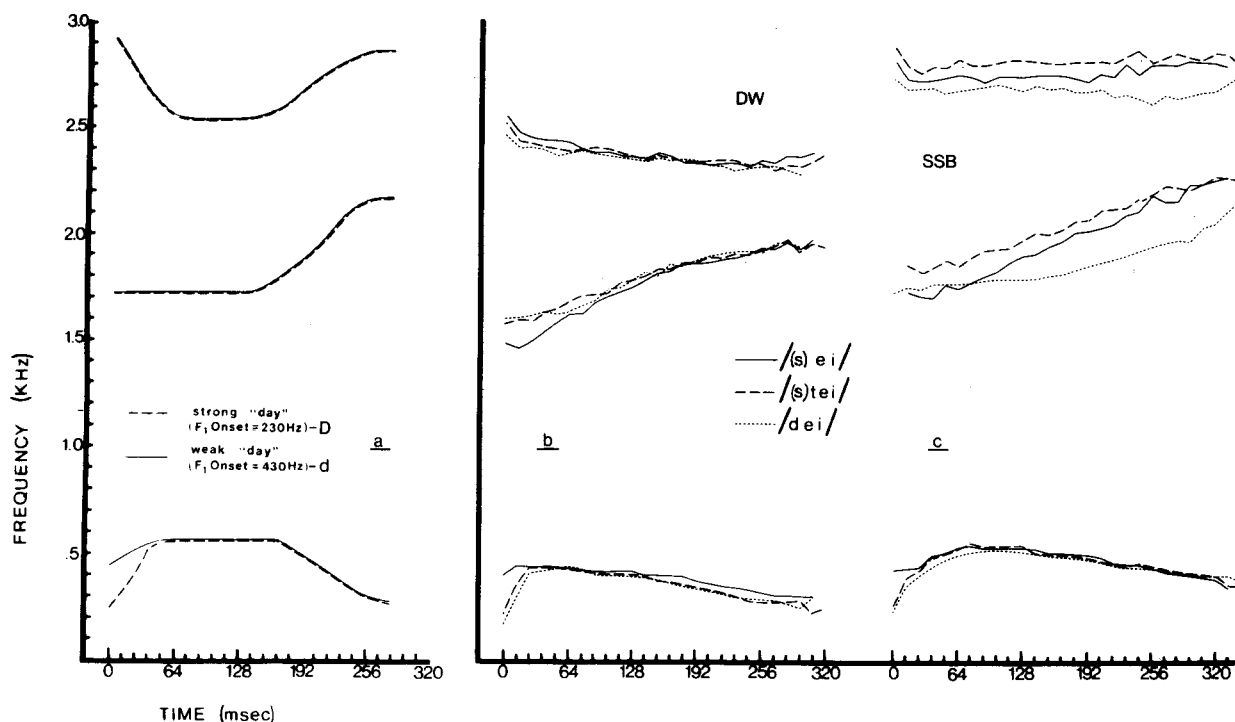 3.0
2.5
2.0
1.5
1.0
.5
0
FREQUENCY (KHz)
strong "day"
(F1 Onset = 230Hz)-D
weak "day"
(F1 Onset = 430Hz)-d
a
0 64 128 192 256 320
TIME (msec)
DW
/(s) ei/
/(s)tei/
/dei/
b
0 64 128 192 256 320
SSB
c
0 64 128 192 256 320